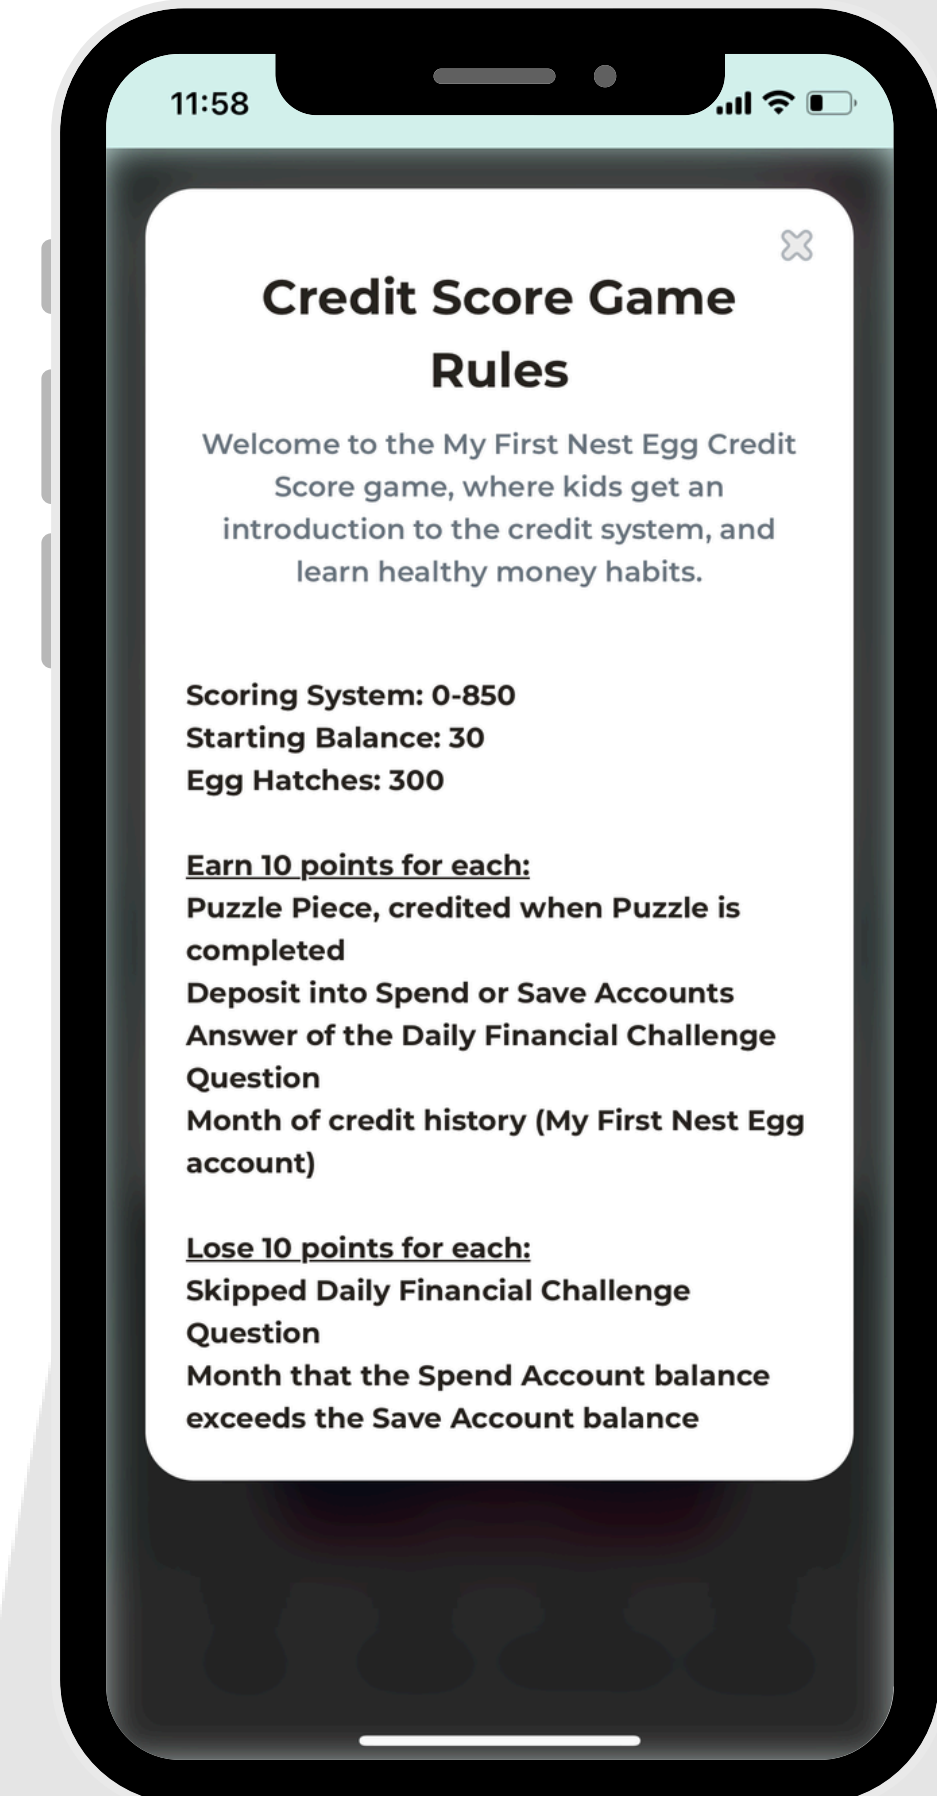 11:58
Credit Score Game
Rules
Welcome to the My First Nest Egg Credit
Score game, where kids get an
introduction to the credit system, and
learn healthy money habits.
Scoring System: 0-850
Starting Balance: 30
Egg Hatches: 300
Earn 10 points for each:
Puzzle Piece, credited when Puzzle is
completed
Deposit into Spend or Save Accounts
Answer of the Daily Financial Challenge
Question
Month of credit history (My First Nest Egg
account)
Lose 10 points for each:
Skipped Daily Financial Challenge
Question
Month that the Spend Account balance
exceeds the Save Account balance